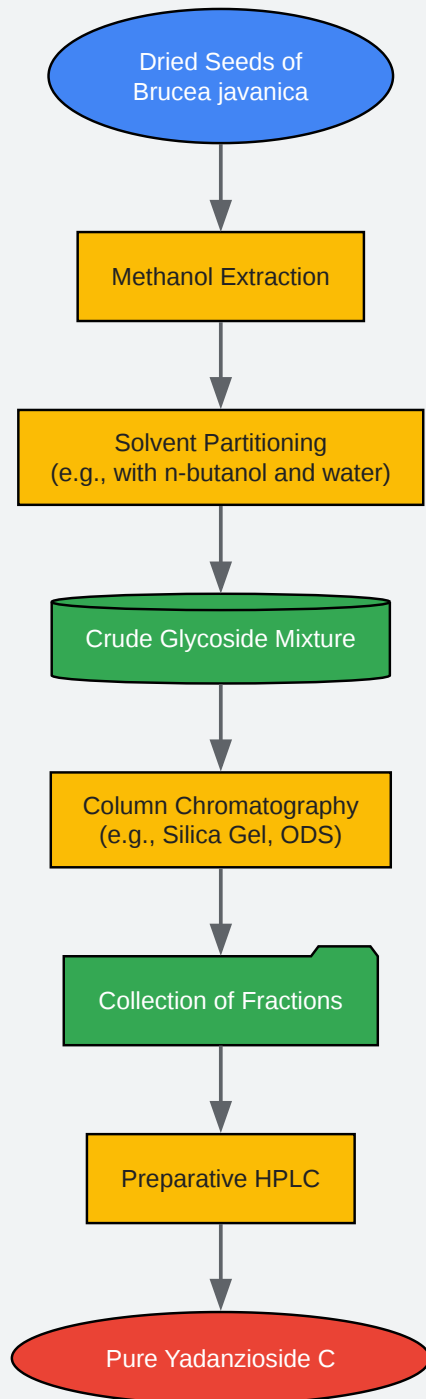 Dried Seeds of
Brucea javanica
Methanol Extraction
Solvent Partitioning
(e.g., with n-butanol and water)
Crude Glycoside Mixture
Column Chromatography
(e.g., Silica Gel, ODS)
Collection of Fractions
Preparative HPLC
Pure Yadanzioside C